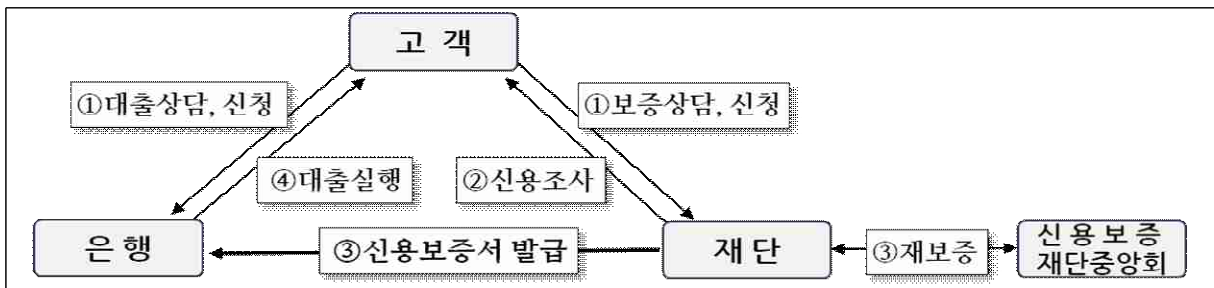 고 객
①대출상담, 신청
①보증상담, 신청
④대출실행
②신용조사
은 행
③신용보증서 발급
재 단
③재보증
신 용 보 증
재단중앙회